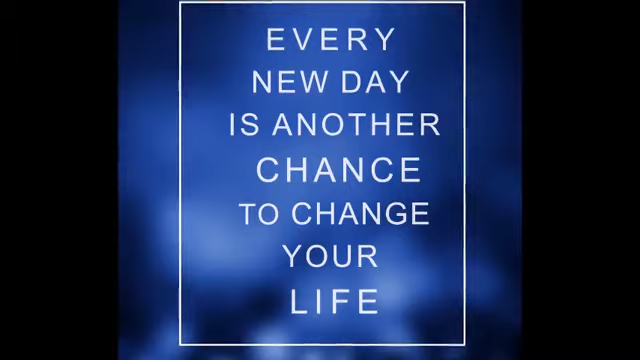 EVERY
NEW DAY
IS ANOTHER
CHANCE
TO CHANGE
YOUR
LIFE